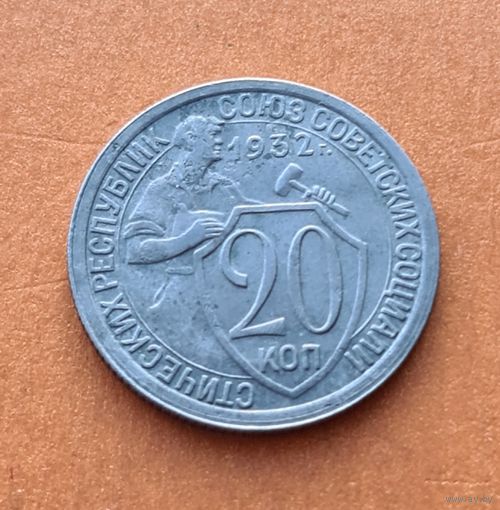 СОЮЗ СОВЕТСКИХ СОЦИАЛИСТИЧЕСКИХ РЕСПУБЛИК
1932 г.
20
КОП